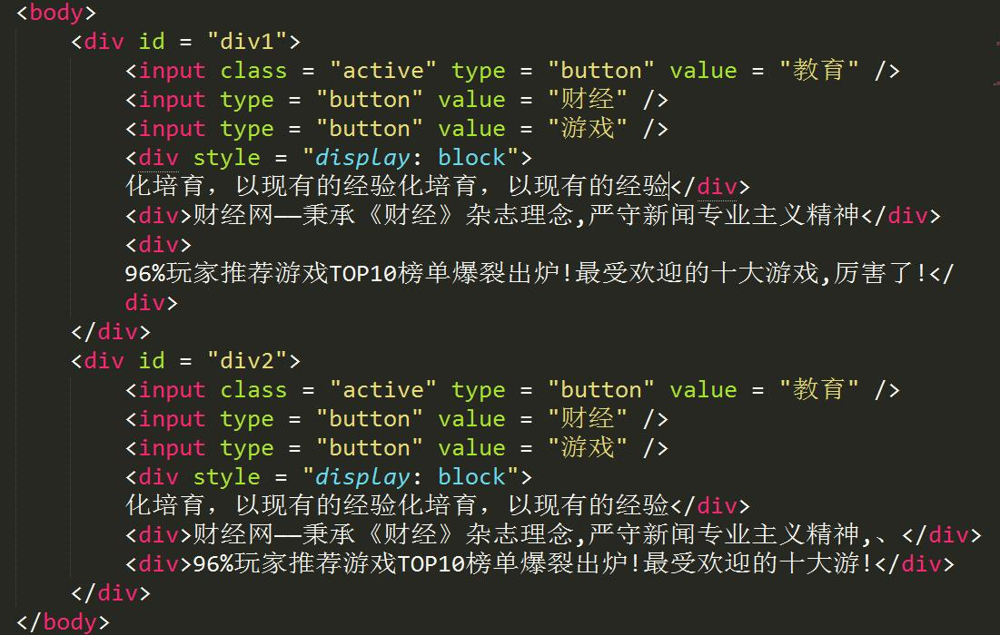 <body>
<div id = "div1">
<input class = "active" type = "button" value = "教育" />
<input type = "button" value = "财经" />
<input type = "button" value = "游戏" />
<div style = "display: block">
化培育，以现有的经验化培育，以现有的经验</div>
<div>财经网——秉承《财经》杂志理念,严守新闻专业主义精神</div>
<div>
96%玩家推荐游戏TOP10榜单爆裂出炉!最受欢迎的十大游戏,厉害了!</
div>
</div>
<div id = "div2">
<input class = "active" type = "button" value = "教育" />
<input type = "button" value = "财经" />
<input type = "button" value = "游戏" />
<div style = "display: block">
化培育，以现有的经验化培育，以现有的经验</div>
<div>财经网——秉承《财经》杂志理念,严守新闻专业主义精神,、</div>
<div>96%玩家推荐游戏TOP10榜单爆裂出炉!最受欢迎的十大游!</div>
</div>
</body>